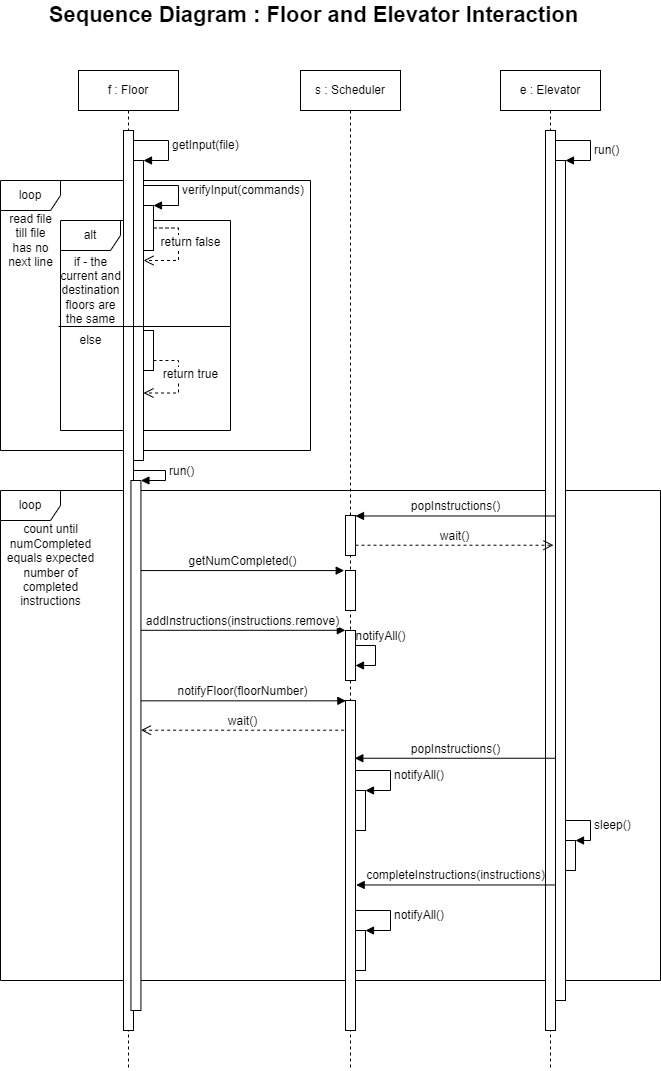 Sequence Diagram : Floor and Elevator Interaction
f : Floor
s : Scheduler
e : Elevator
getInput(file)
run()
loop
verifyInput(commands)
read file
till file
has no
next line
alt
return false
if - the
current and
destination
floors are
the same
else
return true
run()
loop
popInstructions()
count until
numCompleted
equals expected
number of
completed
instructions
wait()
getNumCompleted()
addInstructions(instructions.remove)
notifyAll()
notifyFloor(floorNumber)
wait()
popInstructions()
notifyAll()
sleep()
completeInstructions(instructions)
notifyAll()